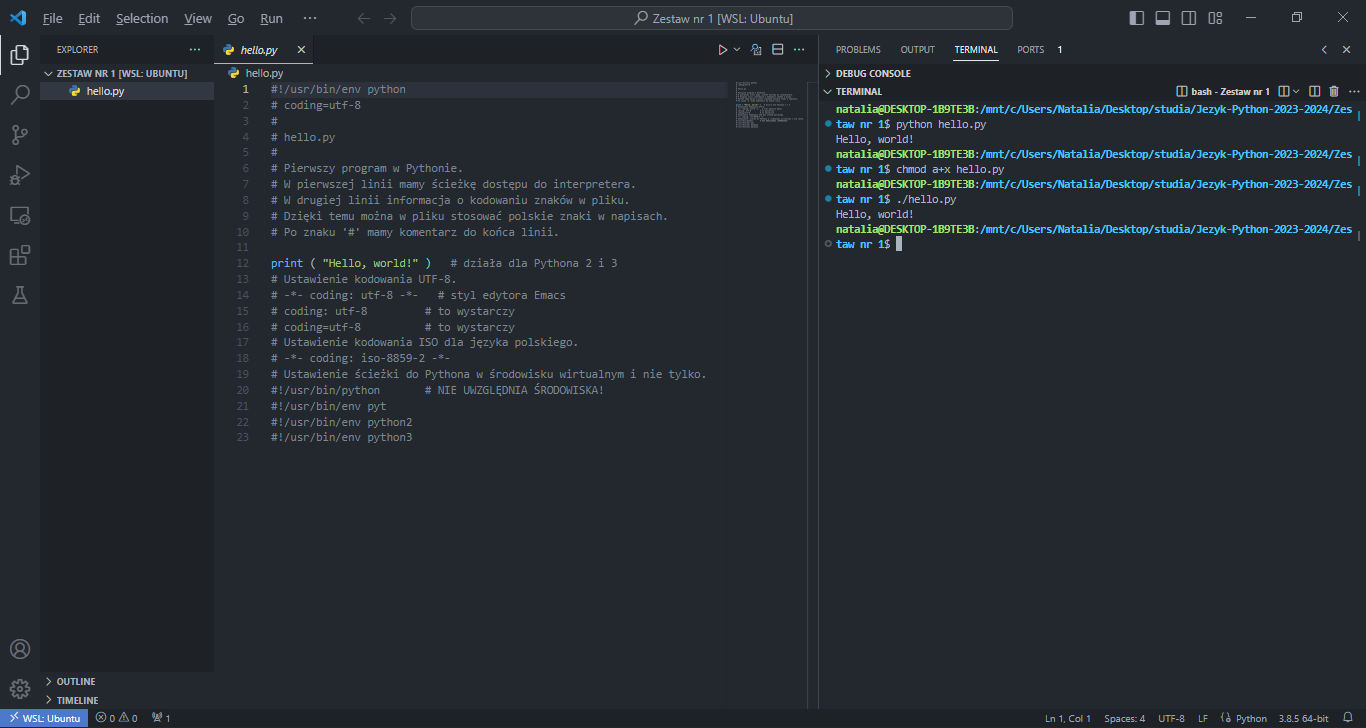 File Edit Selection View Go Run ···
Zestaw nr 1 [WSL: Ubuntu]
EXPLORER ···
ZESTAW NR 1 [WSL: UBUNTU]
hello.py
OUTLINE
TIMELINE
hello.py
hello.py
1 #!/usr/bin/env python
2 # coding=utf-8
3 #
4 # hello.py
5 #
6 # Pierwszy program w Pythonie.
7 # W pierwszej linii mamy ścieżkę dostępu do interpretera.
8 # W drugiej linii informacja o kodowaniu znaków w pliku.
9 # Dzięki temu można w pliku stosować polskie znaki w napisach.
10 # Po znaku '#' mamy komentarz do końca linii.
11
12 print ( "Hello, world!" ) # działa dla Pythona 2 i 3
13 # Ustawienie kodowania UTF-8.
14 # -*- coding: utf-8 -*- # styl edytora Emacs
15 # coding: utf-8 # to wystarczy
16 # coding=utf-8 # to wystarczy
17 # Ustawienie kodowania ISO dla języka polskiego.
18 # -*- coding: iso-8859-2 -*-
19 # Ustawienie ścieżki do Pythona w środowisku wirtualnym i nie tylko.
20 #!/usr/bin/python # NIE UWZGLĘDNIA ŚRODOWISKA!
21 #!/usr/bin/env pyt
22 #!/usr/bin/env python2
23 #!/usr/bin/env python3
PROBLEMS OUTPUT TERMINAL PORTS 1
DEBUG CONSOLE
TERMINAL bash - Zestaw nr 1
natalia@DESKTOP-1B9TE3B:/mnt/c/Users/Natalia/Desktop/studia/Jezyk-Python-2023-2024/Zes
taw nr 1$ python hello.py
Hello, world!
natalia@DESKTOP-1B9TE3B:/mnt/c/Users/Natalia/Desktop/studia/Jezyk-Python-2023-2024/Zes
taw nr 1$ chmod a+x hello.py
natalia@DESKTOP-1B9TE3B:/mnt/c/Users/Natalia/Desktop/studia/Jezyk-Python-2023-2024/Zes
taw nr 1$ ./hello.py
Hello, world!
natalia@DESKTOP-1B9TE3B:/mnt/c/Users/Natalia/Desktop/studia/Jezyk-Python-2023-2024/Zes
taw nr 1$
WSL: Ubuntu 0 0 1 Ln 1, Col 1 Spaces: 4 UTF-8 LF Python 3.8.5 64-bit